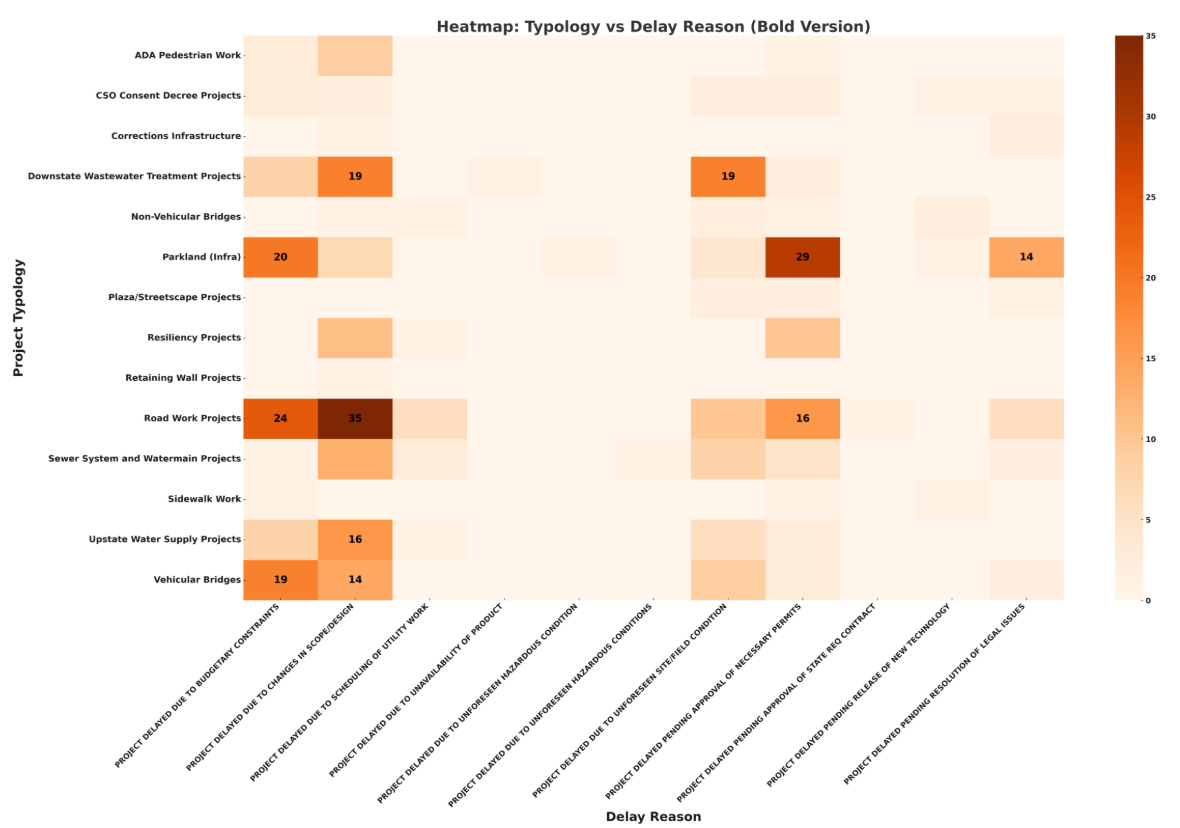 Heatmap: Typology vs Delay Reason (Bold Version)
Project Typology
ADA Pedestrian Work
CSO Consent Decree Projects
Corrections Infrastructure
Downstate Wastewater Treatment Projects
19
19
Non-Vehicular Bridges
Parkland (Infra)
20
29
14
Plaza/Streetscape Projects
Resiliency Projects
Retaining Wall Projects
Road Work Projects
24
35
16
Sewer System and Watermain Projects
Sidewalk Work
Upstate Water Supply Projects
16
Vehicular Bridges
19
14
PROJECT DELAYED DUE TO BUDGETARY CONSTRAINTS
PROJECT DELAYED DUE TO CHANGES IN SCOPE/DESIGN
PROJECT DELAYED DUE TO SCHEDULING OF UTILITY WORK
PROJECT DELAYED DUE TO UNAVAILABILITY OF PRODUCT
PROJECT DELAYED DUE TO UNFORESEEN HAZARDOUS CONDITION
PROJECT DELAYED DUE TO UNFORESEEN HAZARDOUS CONDITIONS
PROJECT DELAYED DUE TO UNFORESEEN SITE/FIELD CONDITION
PROJECT DELAYED PENDING APPROVAL OF NECESSARY PERMITS
PROJECT DELAYED PENDING APPROVAL OF STATE REQ CONTRACT
PROJECT DELAYED PENDING RELEASE OF NEW TECHNOLOGY
PROJECT DELAYED PENDING RESOLUTION OF LEGAL ISSUES
Delay Reason
35
30
25
20
15
10
5
0